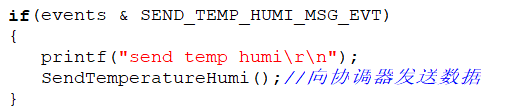 if(events & SEND_TEMP_HUMI_MSG_EVT)
{
   printf("send temp humi\r\n");
   SendTemperatureHumi();//向协调器发送数据
}